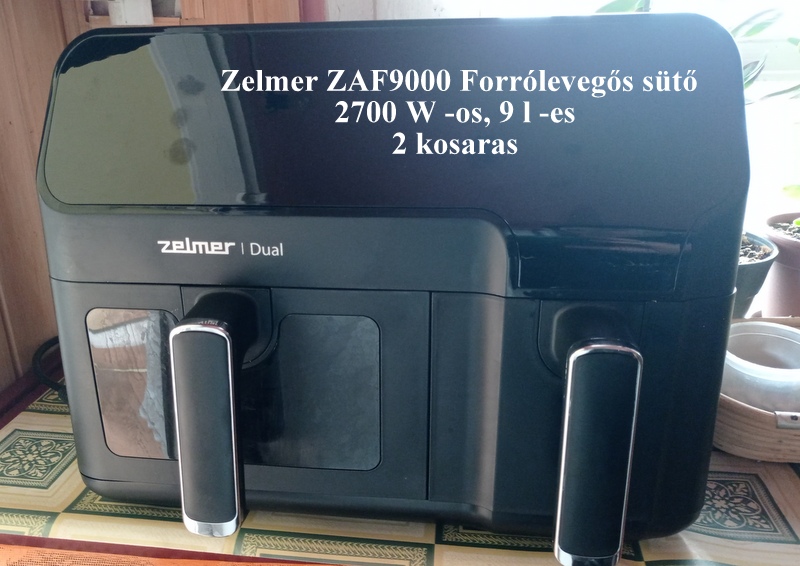 Zelmer ZAF9000 Forrólevegős sütő
2700 W -os, 9 l -es
2 kosaras
zelmer | Dual